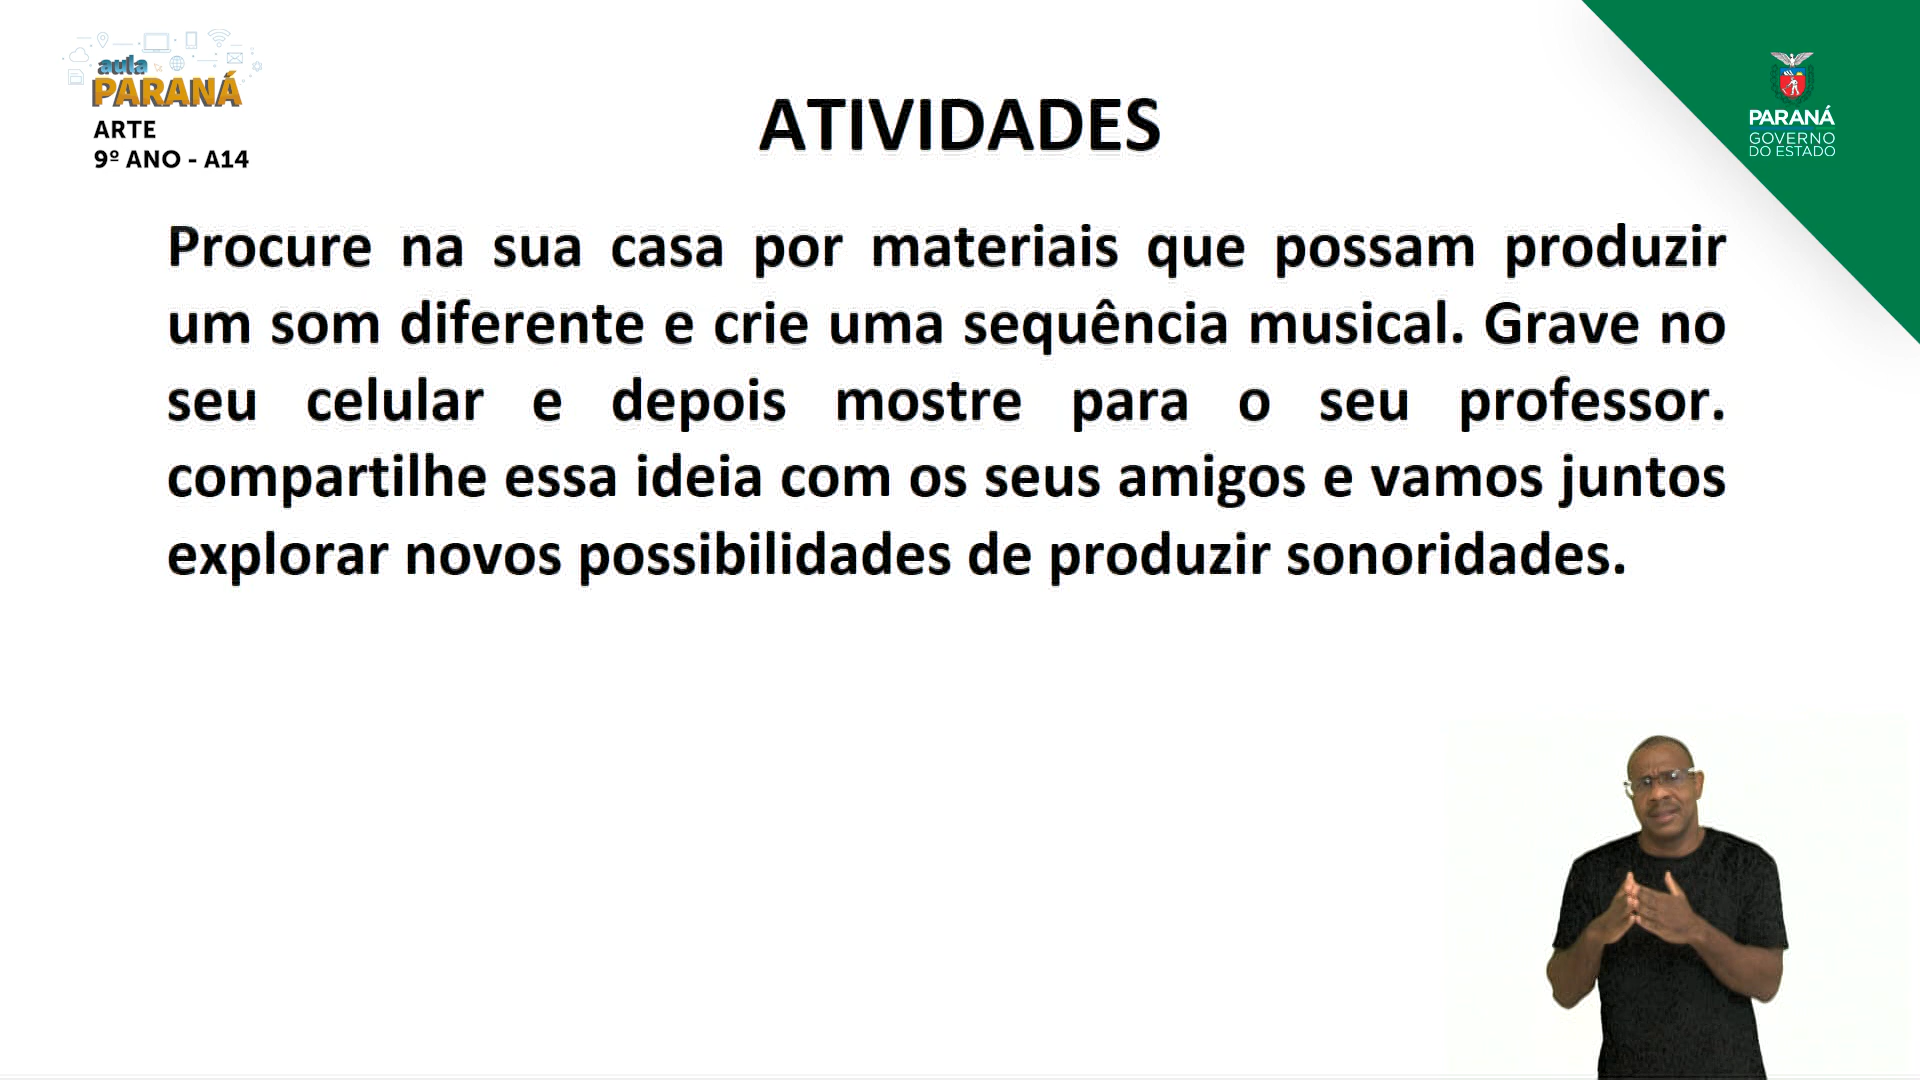 aula
PARANÁ
ARTE
9º ANO - A14
ATIVIDADES
PARANÁ
GOVERNO
DO ESTADO
Procure na sua casa por materiais que possam produzir
um som diferente e crie uma sequência musical. Grave no
seu celular e depois mostre para o seu professor.
compartilhe essa ideia com os seus amigos e vamos juntos
explorar novos possibilidades de produzir sonoridades.